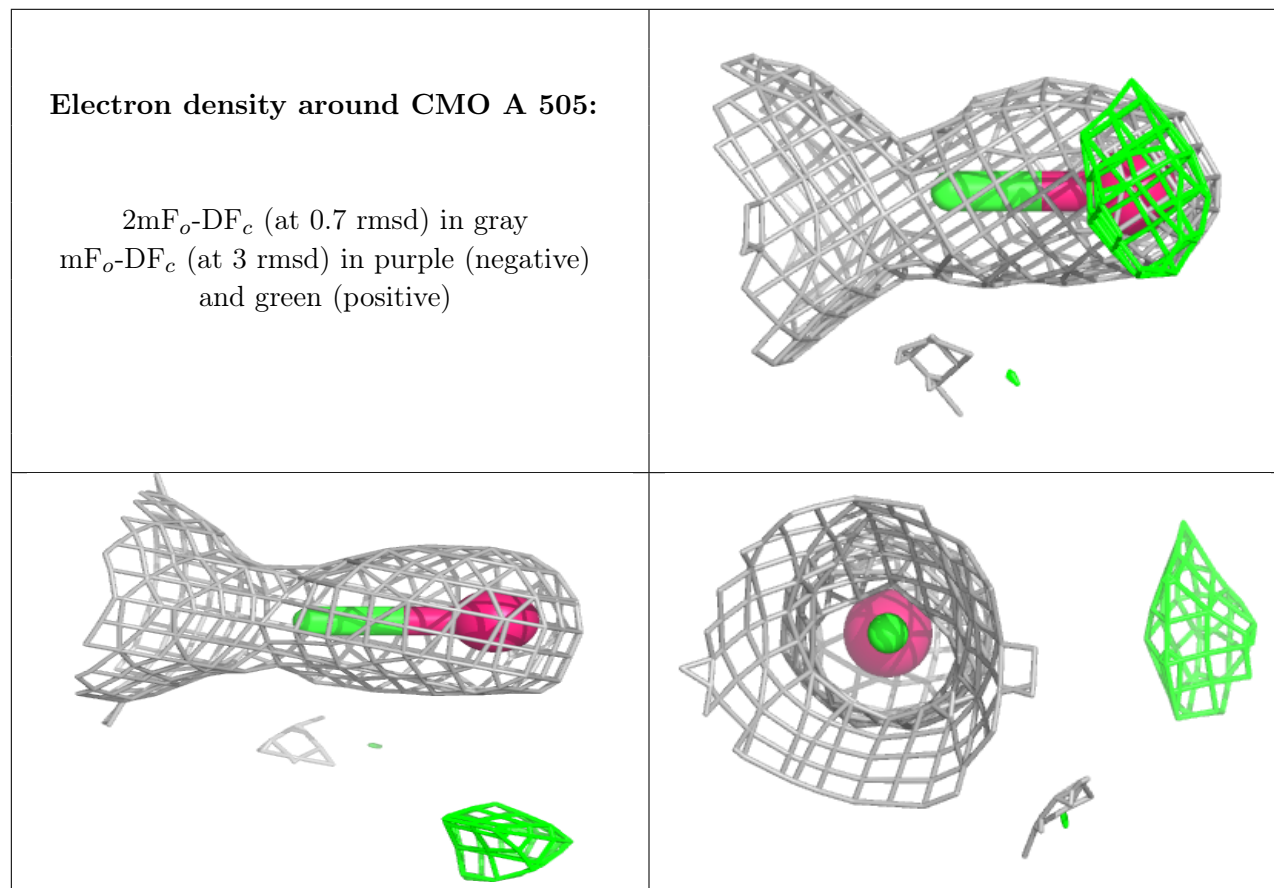 Electron density around CMO A 505:
2mFo-DFc (at 0.7 rmsd) in gray
mFo-DFc (at 3 rmsd) in purple (negative)
and green (positive)